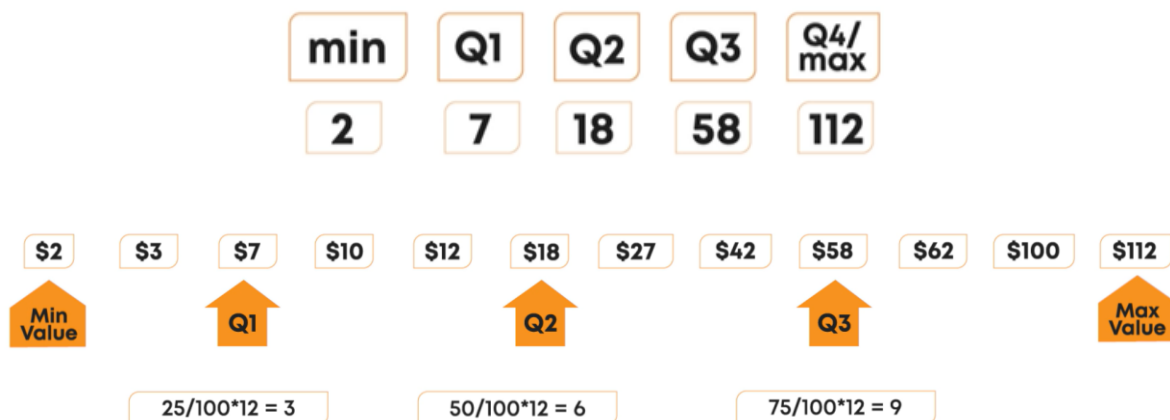 min Q1 Q2 Q3 Q4/
max
2 7 18 58 112
$2 $3 $7 $10 $12 $18 $27 $42 $58 $62 $100 $112
Min
Value
Q1 Q2 Q3
Max
Value
25/100*12 = 3 50/100*12 = 6 75/100*12 = 9